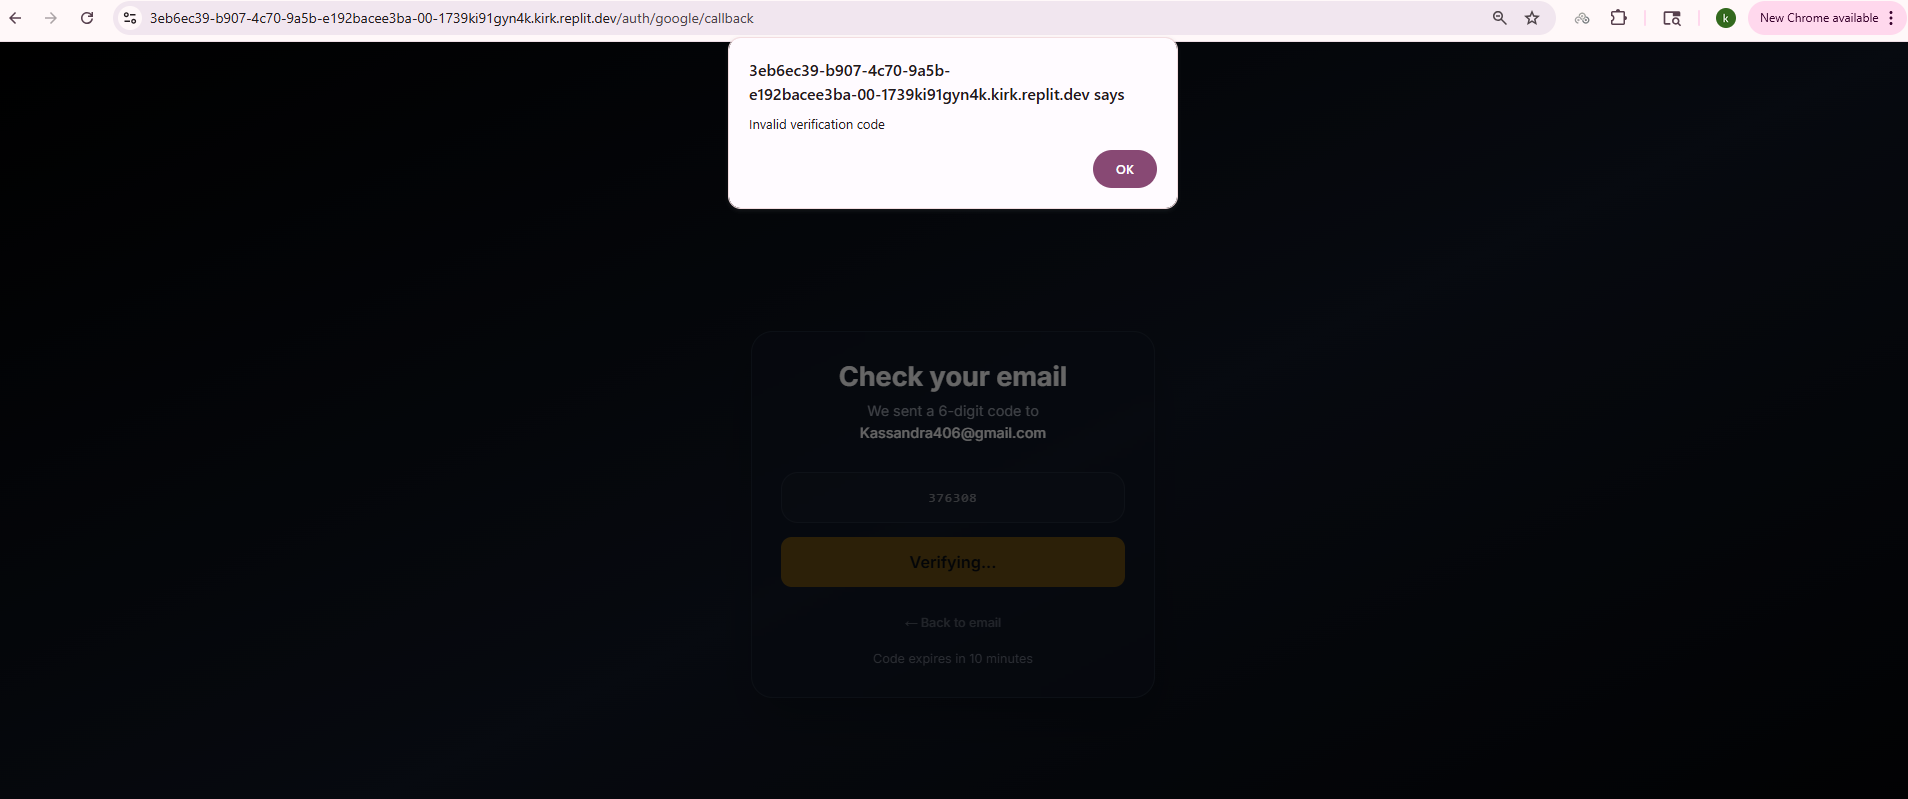 3eb6ec39-b907-4c70-9a5b-e192bacee3ba-00-1739ki91gyn4k.kirk.replit.dev/auth/google/callback
k
New Chrome available
3eb6ec39-b907-4c70-9a5b-
e192bacee3ba-00-1739ki91gyn4k.kirk.replit.dev says
Invalid verification code
OK
Check your email
We sent a 6-digit code to
Kassandra406@gmail.com
376308
Verifying...
← Back to email
Code expires in 10 minutes